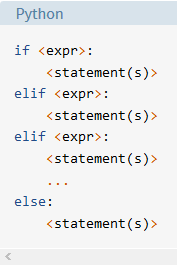 Python
if <expr>:
    <statement(s)>
elif <expr>:
    <statement(s)>
elif <expr>:
    <statement(s)>
    ...
else:
    <statement(s)>